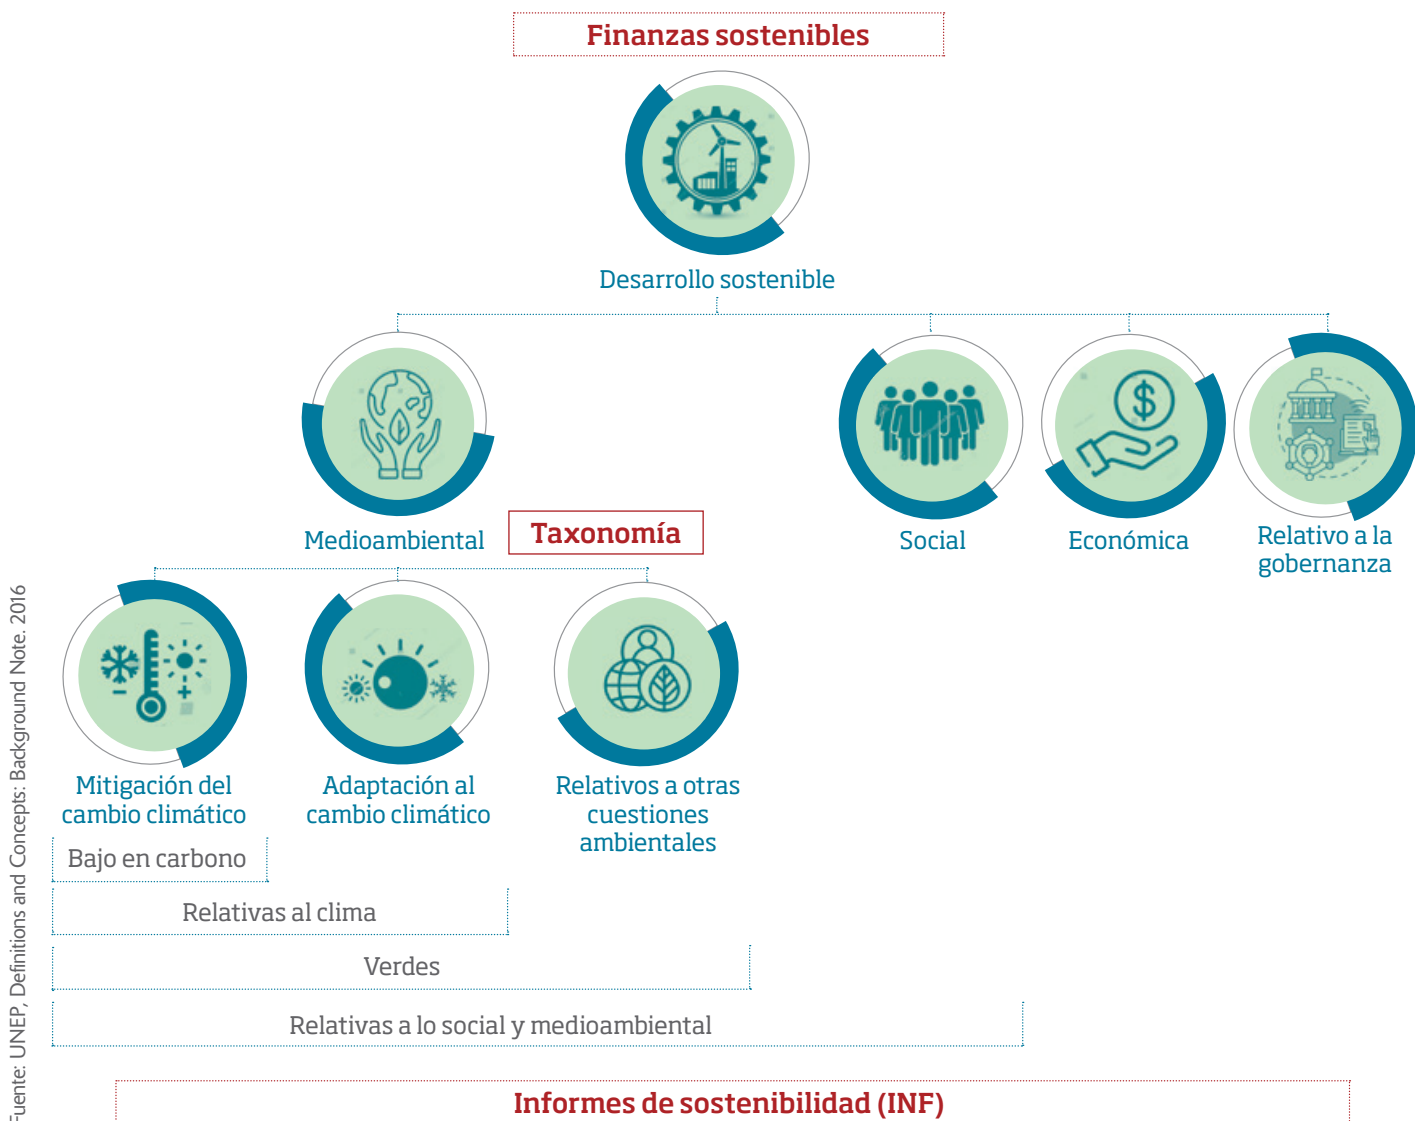 Finanzas sostenibles
Desarrollo sostenible
Medioambiental
Taxonomía
Social
Económica
Relativo a la
gobernanza
Mitigación del
cambio climático
Adaptación al
cambio climático
Relativos a otras
cuestiones
ambientales
Bajo en carbono
Relativas al clima
Verdes
Relativas a lo social y medioambiental
Informes de sostenibilidad (INF)
Fuente: UNEP, Definitions and Concepts: Background Note. 2016